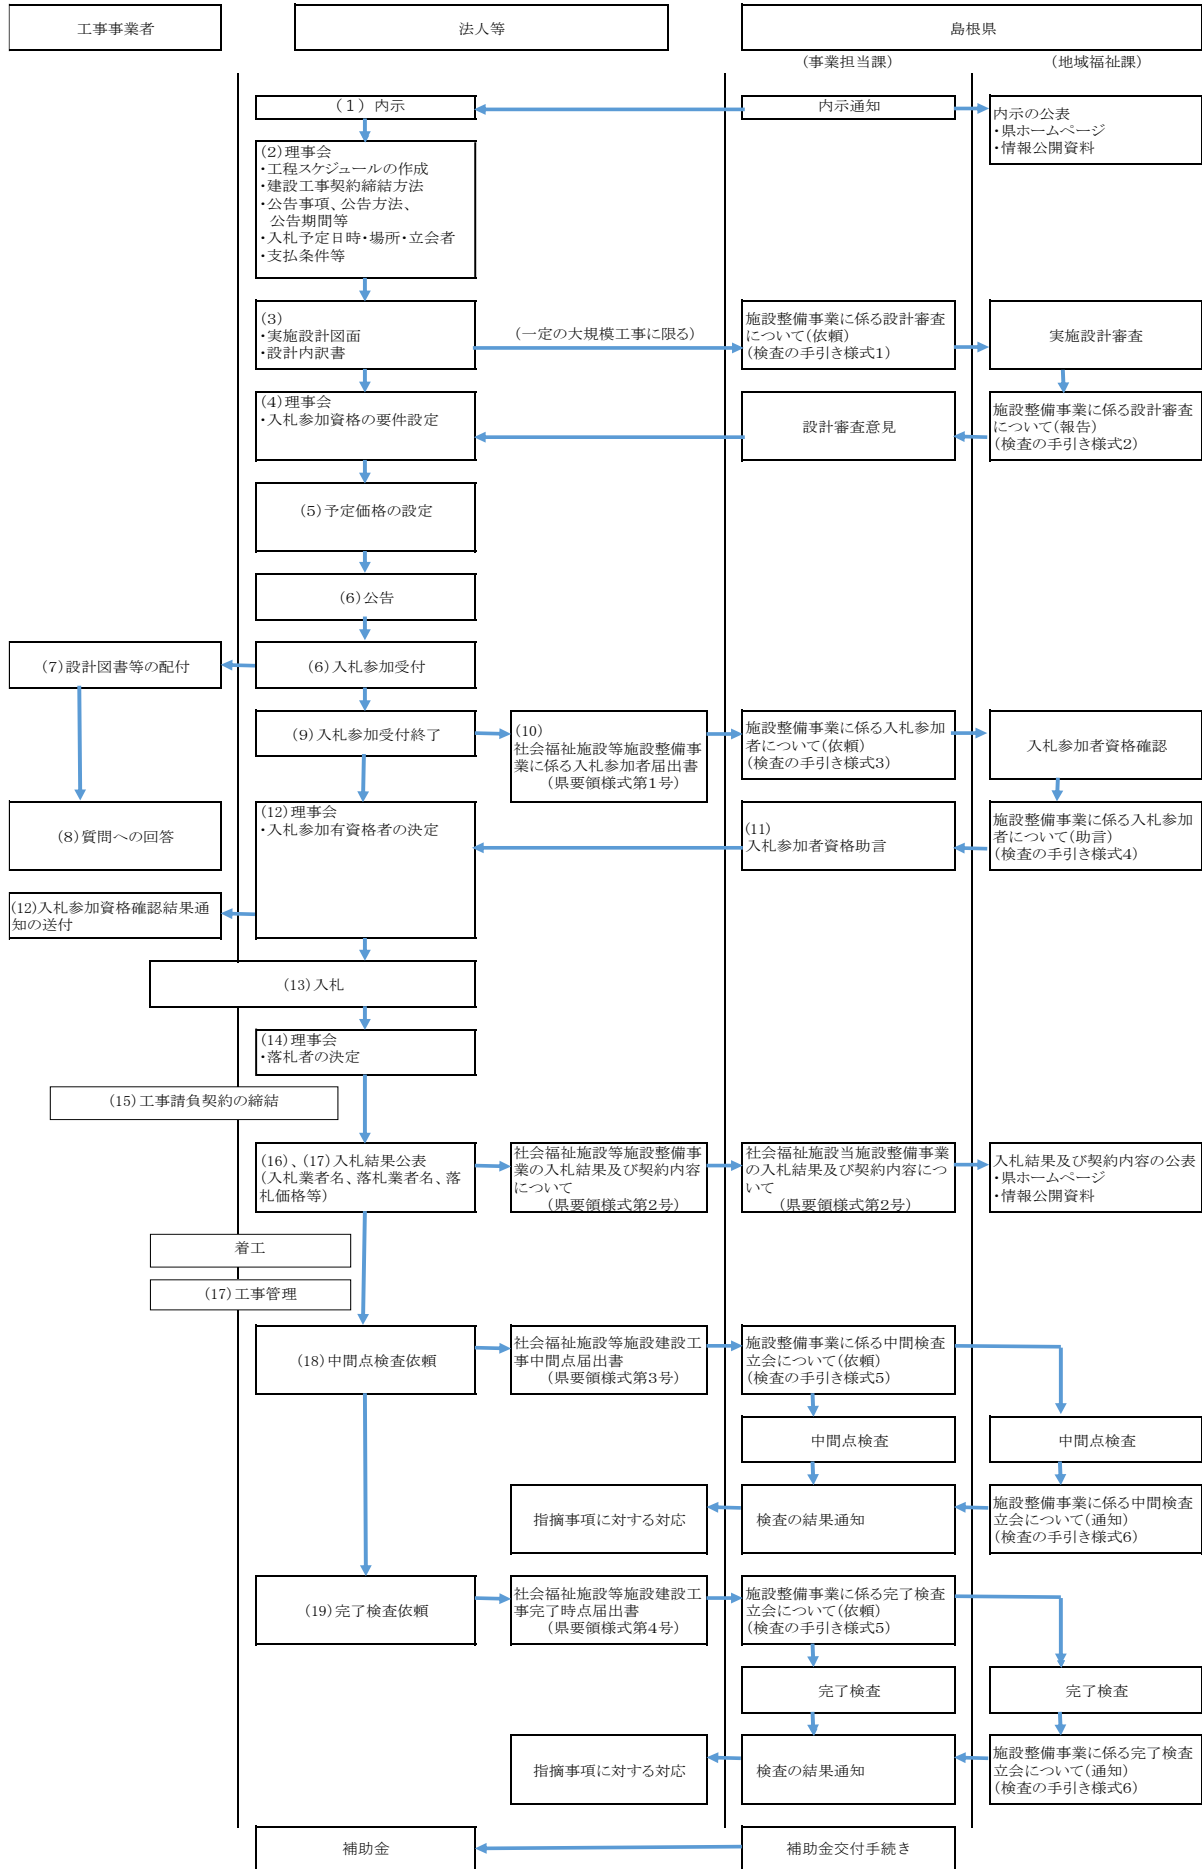 工事事業者
法人等
島根県
(事業担当課)
(地域福祉課)
(1) 内示
内示通知
内示の公表
・県ホームページ
・情報公開資料
(2)理事会
・工程スケジュールの作成
・建設工事契約締結方法
・公告事項、公告方法、
公告期間等
・入札予定日時・場所・立会者
・支払条件等
(3)
・実施設計図面
・設計内訳書
(一定の大規模工事に限る)
施設整備事業に係る設計審査
について(依頼)
(検査の手引き様式1)
実施設計審査
(4)理事会
・入札参加資格の要件設定
設計審査意見
施設整備事業に係る設計審査
について(報告)
(検査の手引き様式2)
(5)予定価格の設定
(6)公告
(7)設計図書等の配付
(6)入札参加受付
(9)入札参加受付終了
(10)
社会福祉施設等施設整備事
業に係る入札参加者届出書
(県要領様式第1号)
施設整備事業に係る入札参加
者について(依頼)
(検査の手引き様式3)
入札参加者資格確認
(8)質問への回答
(12)理事会
・入札参加有資格者の決定
(11)
入札参加者資格助言
施設整備事業に係る入札参加
者について(助言)
(検査の手引き様式4)
(12)入札参加資格確認結果通
知の送付
(13)入札
(14)理事会
・落札者の決定
(15)工事請負契約の締結
(16)、(17)入札結果公表
(入札業者名、落札業者名、落
札価格等)
社会福祉施設等施設整備事
業の入札結果及び契約内容
について
(県要領様式第2号)
社会福祉施設当施設整備事業
の入札結果及び契約内容につ
いて
(県要領様式第2号)
入札結果及び契約内容の公表
・県ホームページ
・情報公開資料
着工
(17)工事管理
(18)中間点検査依頼
社会福祉施設等施設建設工
事中間点届出書
(県要領様式第3号)
施設整備事業に係る中間検査
立会について(依頼)
(検査の手引き様式5)
中間点検査
中間点検査
指摘事項に対する対応
検査の結果通知
施設整備事業に係る中間検査
立会について(通知)
(検査の手引き様式6)
(19)完了検査依頼
社会福祉施設等施設建設工
事完了時点届出書
(県要領様式第4号)
施設整備事業に係る完了検査
立会について(依頼)
(検査の手引き様式5)
完了検査
完了検査
指摘事項に対する対応
検査の結果通知
施設整備事業に係る完了検査
立会について(通知)
(検査の手引き様式6)
補助金
補助金交付手続き